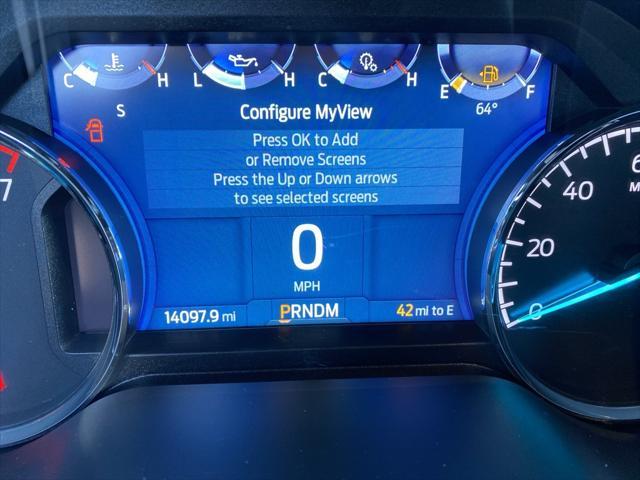 C H L H C H E F
S 64°
Configure MyView
Press OK to Add
or Remove Screens
Press the Up or Down arrows
to see selected screens
7
40
20
0
0
MPH
14097.9 mi PRNDM 42 mi to E